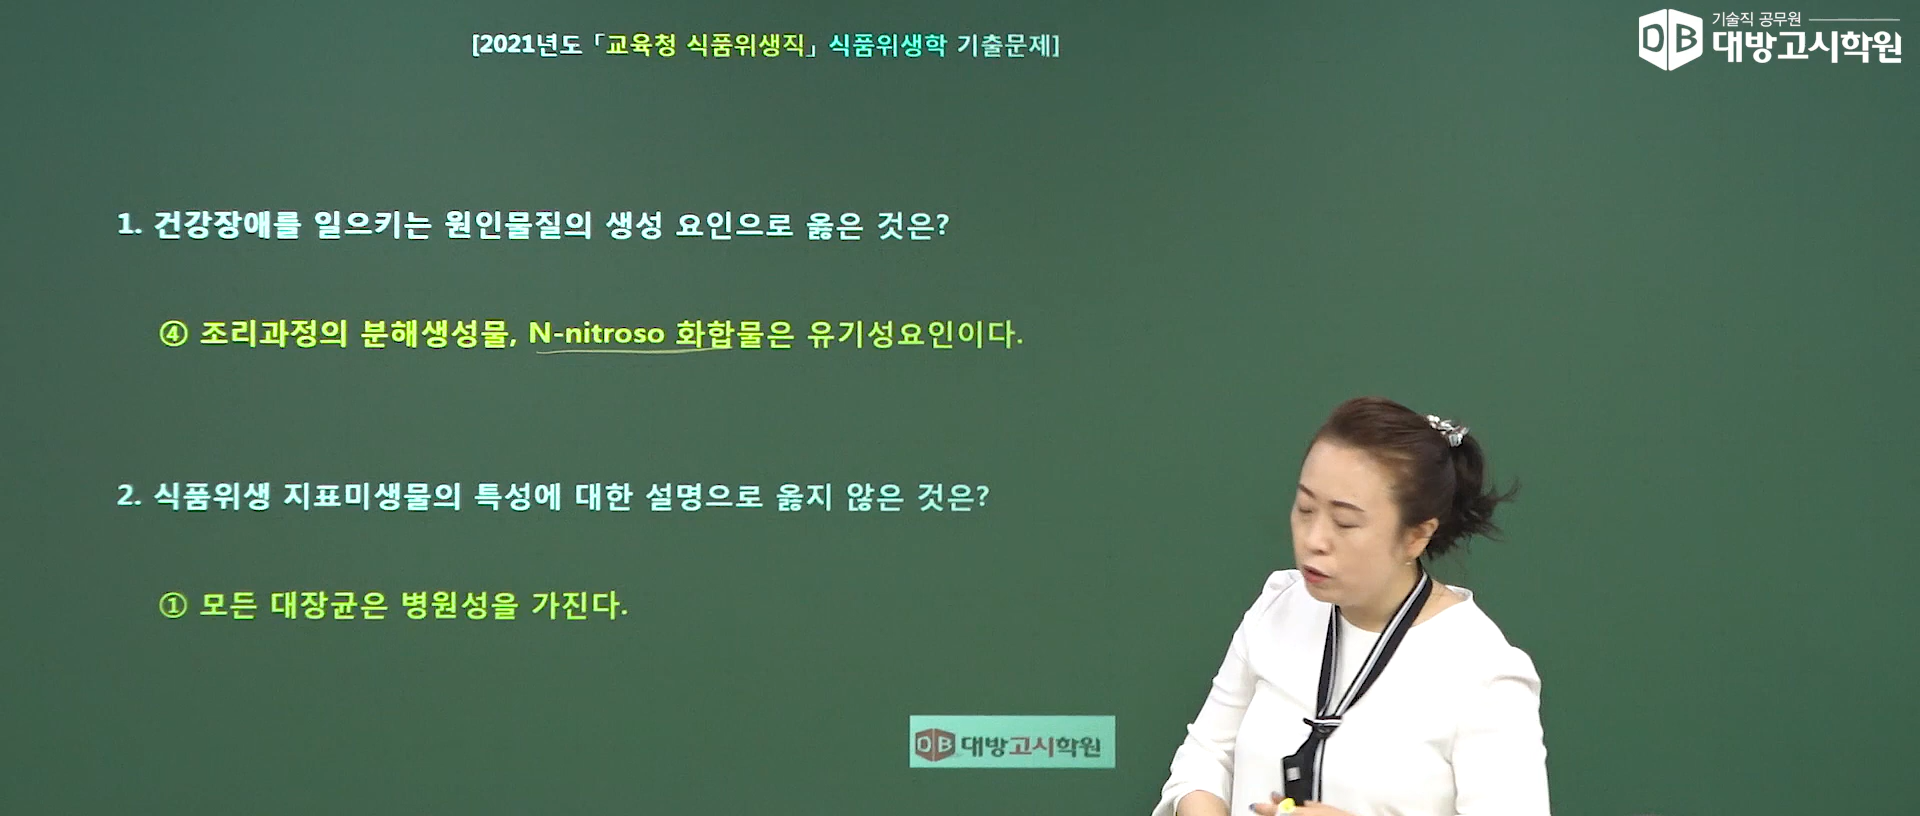 [2021년도 「교육청 식품위생직」 식품위생학 기출문제]
기술직 공무원
DB 대방고시학원
1. 건강장애를 일으키는 원인물질의 생성 요인으로 옳은 것은?
④ 조리과정의 분해생성물, N-nitroso 화합물은 유기성요인이다.
2. 식품위생 지표미생물의 특성에 대한 설명으로 옳지 않은 것은?
① 모든 대장균은 병원성을 가진다.
DB 대방고시학원